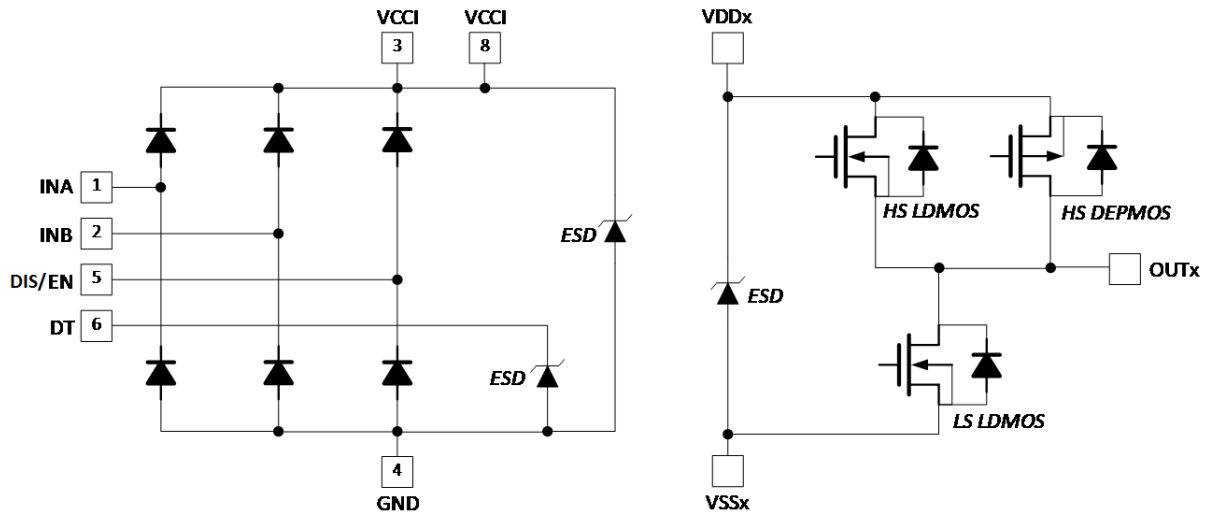 VCCI VCCI
3 8
INA 1
INB 2
DIS/EN 5
DT 6
ESD
ESD
4
GND
VDDx
HS LDMOS HS DEPMOS
OUTx
ESD
LS LDMOS
VSSx